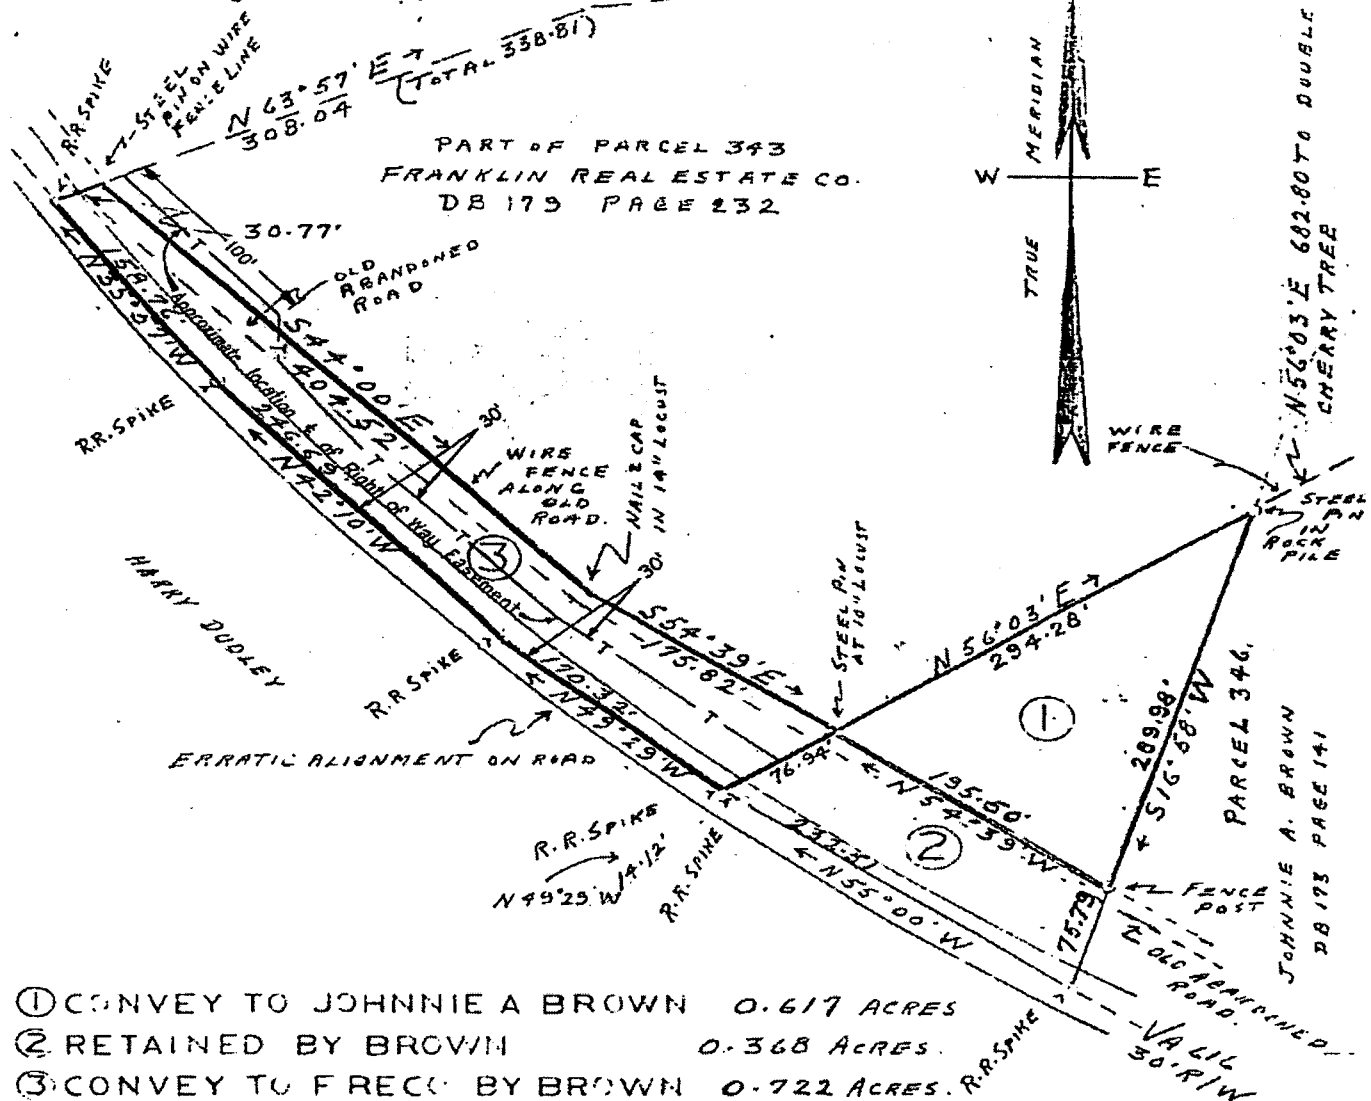 R.R. SPIKE
STEEL
PIN ON WIRE
FENCE LINE
N 63°57' E
308.04
(TOTAL 338.81)
PART OF PARCEL 343
FRANKLIN REAL ESTATE CO.
DB 179 PAGE 232
MERIDIAN
W E
TRUE
N 56°03' E 682.80 TO DOUBLE
CHERRY TREE
30.77'
100'
OLD
ABANDONED
ROAD
S 44°00' E
404.52'
158.76'
N 35°57' W
Approximate location ⅊ of Right of Way Easement
R.R. SPIKE
246.69
N 42°10' W
30'
WIRE
FENCE
ALONG
OLD
ROAD.
NAIL & CAP
IN 14" LOCUST
WIRE
FENCE
STEEL
PIN
IN
ROCK
PILE
T
3
30'
HARRY DUDLEY
S 54°39' E
175.82'
STEEL PIN
AT 10" LOCUST
N 56°03' E
294.28'
1
289.98'
S 16°58' W
PARCEL 346.
JOHNNIE A. BROWN
DB 173 PAGE 141
R.R SPIKE
170.32'
N 49°29' W
ERRATIC ALIGNMENT ON ROAD
76.94'
195.50'
N 54°39' W
2
R.R. SPIKE
14.12'
N 49°29' W
R.R. SPIKE
232.31
N 55°00' W
FENCE
POST
75.79
OLD ABANDONED
ROAD.
R.R. SPIKE
VA 616
30' R/W
① CONVEY TO JOHNNIE A BROWN 0.617 ACRES
② RETAINED BY BROWN 0.368 ACRES.
③ CONVEY TO FRECO BY BROWN 0.722 ACRES.